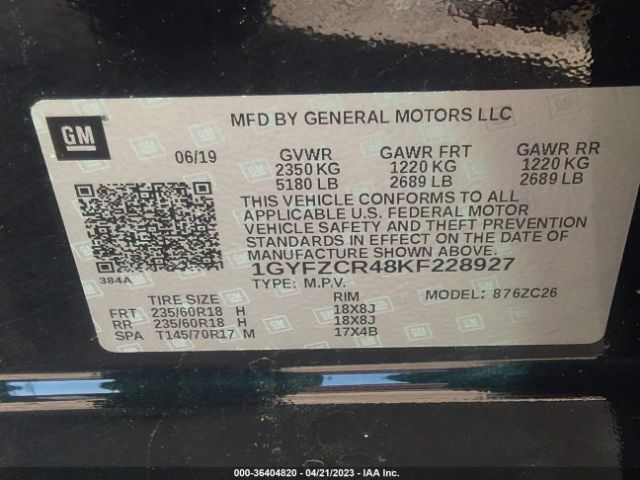 GM
MFD BY GENERAL MOTORS LLC
06/19 GVWR GAWR FRT GAWR RR
2350 KG 1220 KG 1220 KG
5180 LB 2689 LB 2689 LB
THIS VEHICLE CONFORMS TO ALL
APPLICABLE U.S. FEDERAL MOTOR
VEHICLE SAFETY AND THEFT PREVENTION
STANDARDS IN EFFECT ON THE DATE OF
MANUFACTURE SHOWN ABOVE.
384A 1GYFZCR48KF228927
TYPE: M.P.V. MODEL: 876ZC26
TIRE SIZE RIM
FRT 235/60R18 H 18X8J
RR 235/60R18 H 18X8J
SPA T145/70R17 M 17X4B
000-36404820 - 04/21/2023 - IAA Inc.